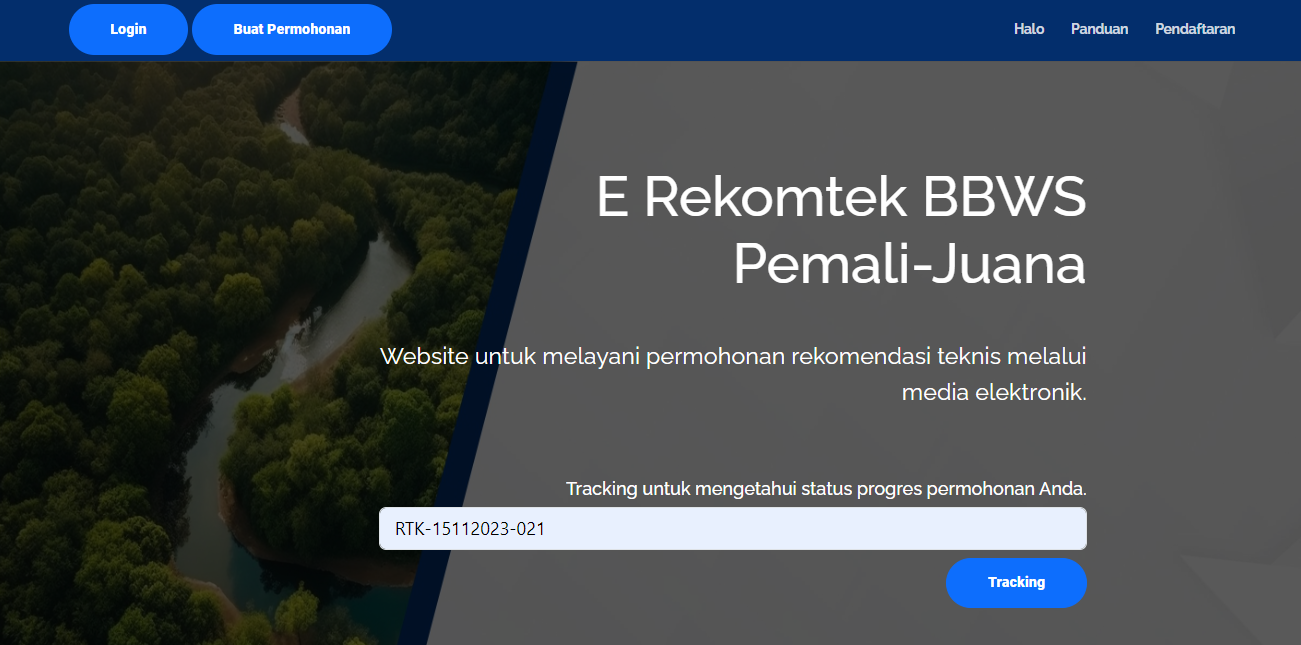 Login
Buat Permohonan
Halo
Panduan
Pendaftaran
E Rekomtek BBWS
Pemali-Juana
Website untuk melayani permohonan rekomendasi teknis melalui
media elektronik.
Tracking untuk mengetahui status progres permohonan Anda.
RTK-15112023-021
Tracking